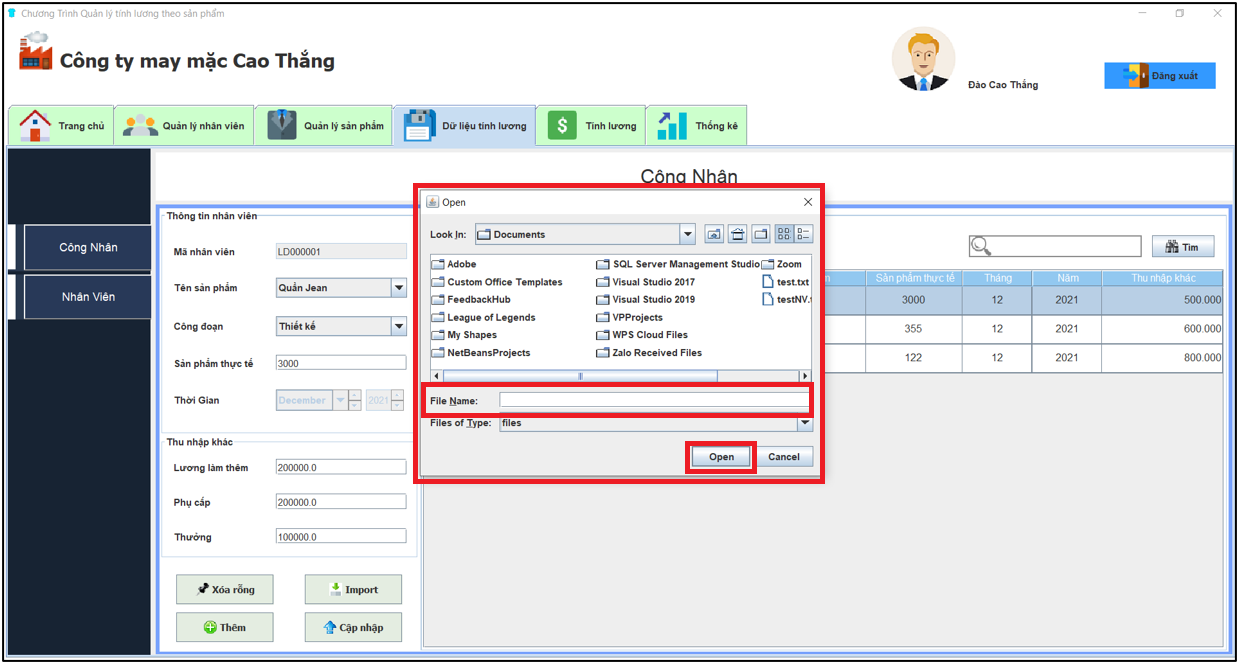 Chương Trình Quản lý tính lương theo sản phẩm
Công ty may mặc Cao Thắng
Đào Cao Thắng
Đăng xuất
Trang chủ
Quản lý nhân viên
Quản lý sản phẩm
Dữ liệu tính lương
Tính lương
Thống kê
Công Nhân
Công Nhân
Nhân Viên
Thông tin nhân viên
Mã nhân viên LD000001
Tên sản phẩm Quần Jean
Công đoạn Thiết kế
Sản phẩm thực tế 3000
Thời Gian December 2021
Thu nhập khác
Lương làm thêm 200000.0
Phụ cấp 200000.0
Thưởng 100000.0
Xóa rỗng
Import
Thêm
Cập nhập
Open
Look In: Documents
Adobe
Custom Office Templates
FeedbackHub
League of Legends
My Shapes
NetBeansProjects
SQL Server Management Studio
Visual Studio 2017
Visual Studio 2019
VPProjects
WPS Cloud Files
Zalo Received Files
Zoom
test.txt
testNV.t
File Name:
Files of Type: files
Open
Cancel
Tìm
Sản phẩm thực tế Tháng Năm Thu nhập khác
3000 12 2021 500.000
355 12 2021 600.000
122 12 2021 800.000